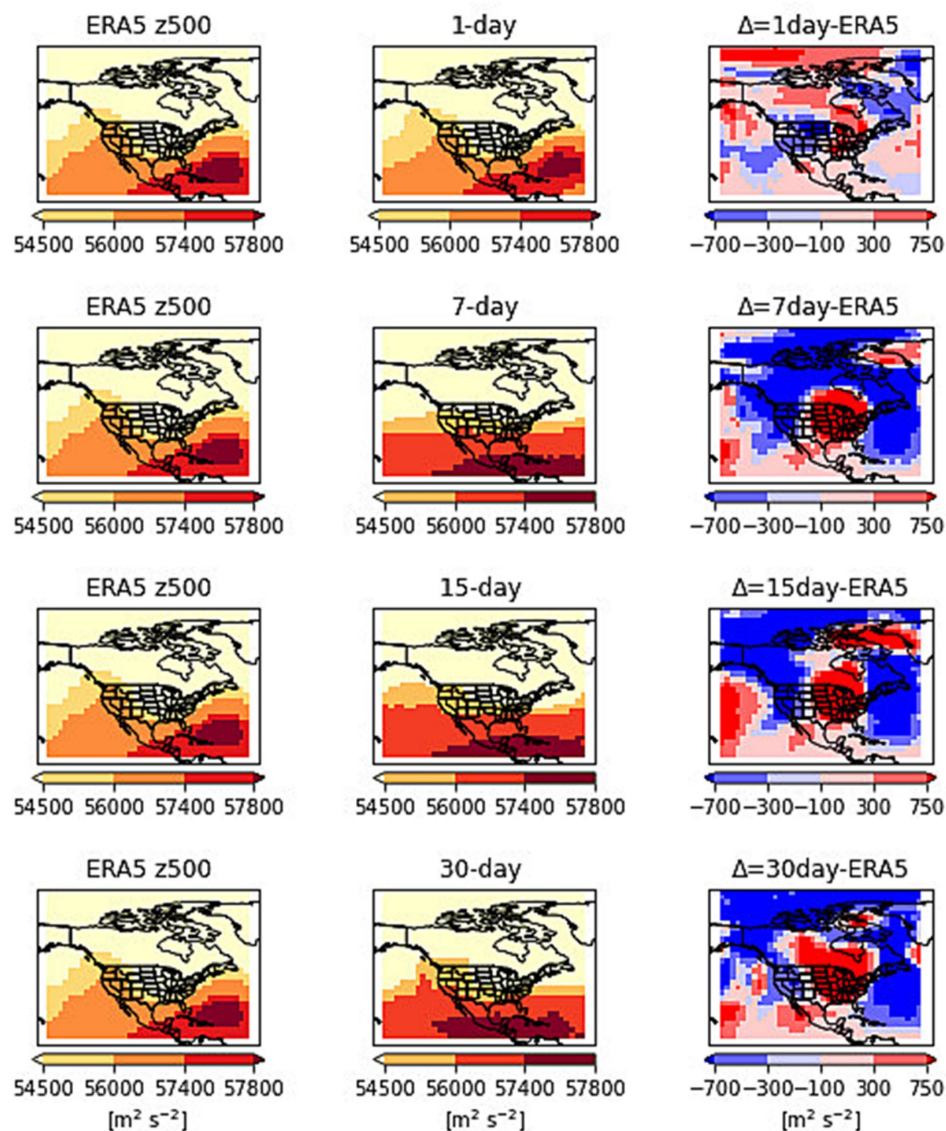 ERA5 z500 1-day Δ=1day-ERA5
54500 56000 57400 57800 54500 56000 57400 57800 −700 −300 −100 300 750
ERA5 z500 7-day Δ=7day-ERA5
54500 56000 57400 57800 54500 56000 57400 57800 −700 −300 −100 300 750
ERA5 z500 15-day Δ=15day-ERA5
54500 56000 57400 57800 54500 56000 57400 57800 −700 −300 −100 300 750
ERA5 z500 30-day Δ=30day-ERA5
54500 56000 57400 57800 54500 56000 57400 57800 −700 −300 −100 300 750
[m² s⁻²] [m² s⁻²] [m² s⁻²]